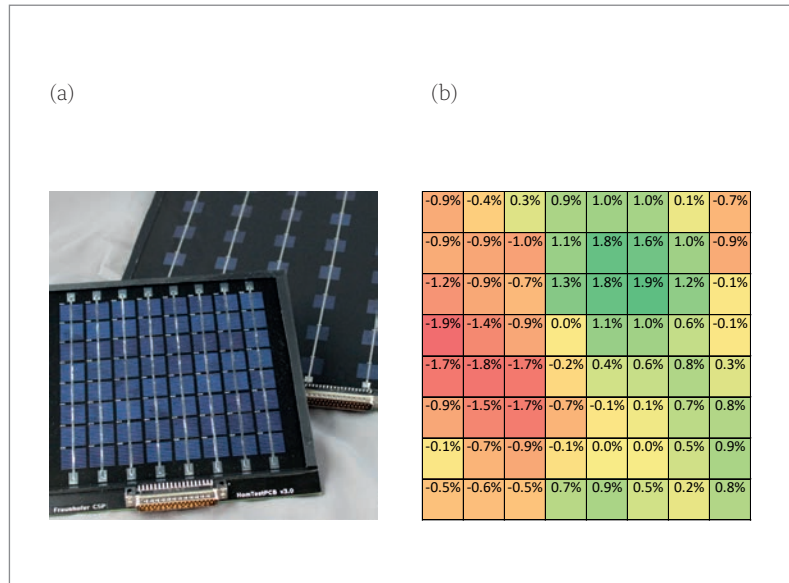 (a)
(b)
-0.9% -0.4% 0.3% 0.9% 1.0% 1.0% 0.1% -0.7%
-0.9% -0.9% -1.0% 1.1% 1.8% 1.6% 1.0% -0.9%
-1.2% -0.9% -0.7% 1.3% 1.8% 1.9% 1.2% -0.1%
-1.9% -1.4% -0.9% 0.0% 1.1% 1.0% 0.6% -0.1%
-1.7% -1.8% -1.7% -0.2% 0.4% 0.6% 0.8% 0.3%
-0.9% -1.5% -1.7% -0.7% -0.1% 0.1% 0.7% 0.8%
-0.1% -0.7% -0.9% -0.1% 0.0% 0.0% 0.5% 0.9%
-0.5% -0.6% -0.5% 0.7% 0.9% 0.5% 0.2% 0.8%
Fraunhofer CSP HomTestPCB v3.0